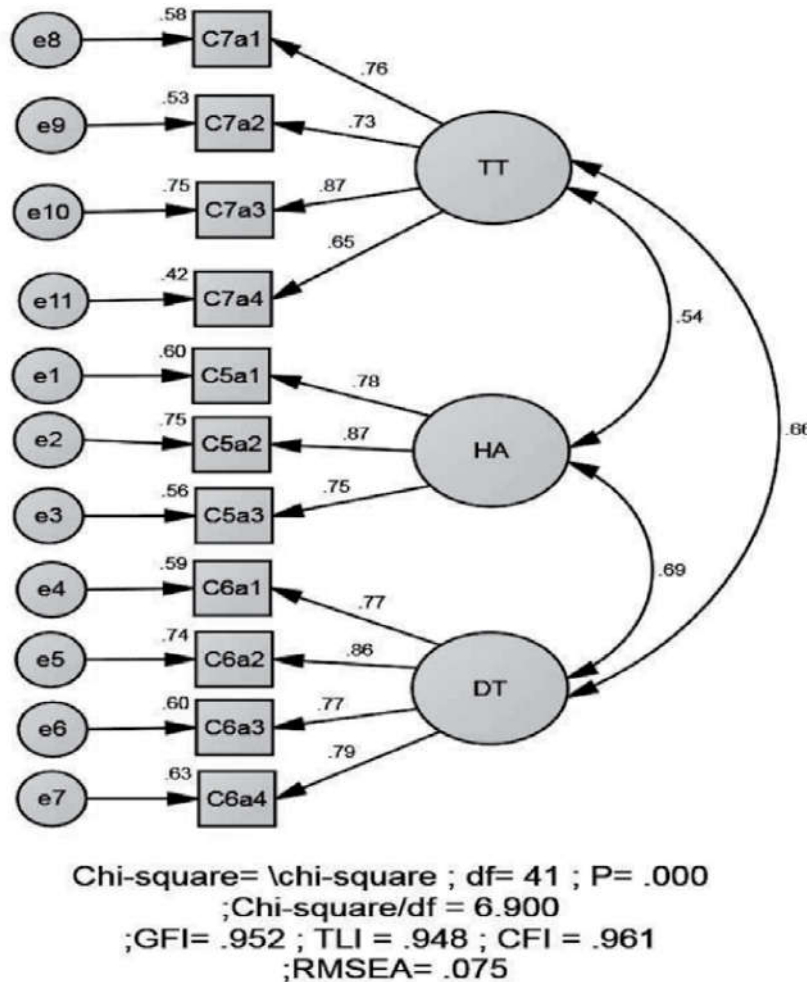 .58
e8 C7a1
.76
.53
e9 C7a2
.73
TT
.75
e10 C7a3
.87
.65
.42
e11 C7a4
.54
.60
e1 C5a1
.78
.75
e2 C5a2
.87
HA
.66
.56
e3 C5a3
.75
.59
e4 C6a1
.69
.77
.74
e5 C6a2
.86
DT
.60
e6 C6a3
.77
.79
.63
e7 C6a4
Chi-square= \chi-square ; df= 41 ; P= .000
;Chi-square/df = 6.900
;GFI= .952 ; TLI = .948 ; CFI = .961
;RMSEA= .075